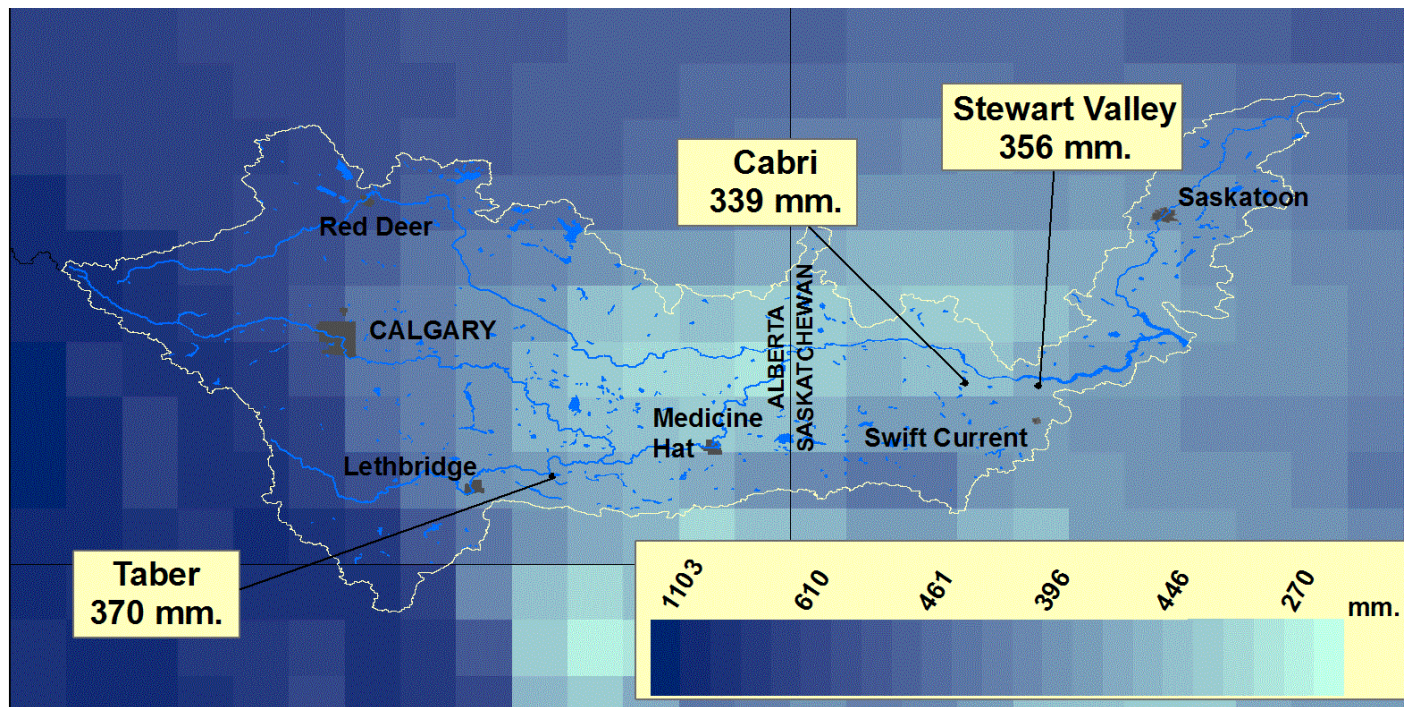 Stewart Valley
356 mm.
Cabri
339 mm.
Saskatoon
Red Deer
CALGARY
ALBERTA
SASKATCHEWAN
Medicine
Hat
Swift Current
Lethbridge
Taber
370 mm.
1103
610
461
396
446
270
mm.